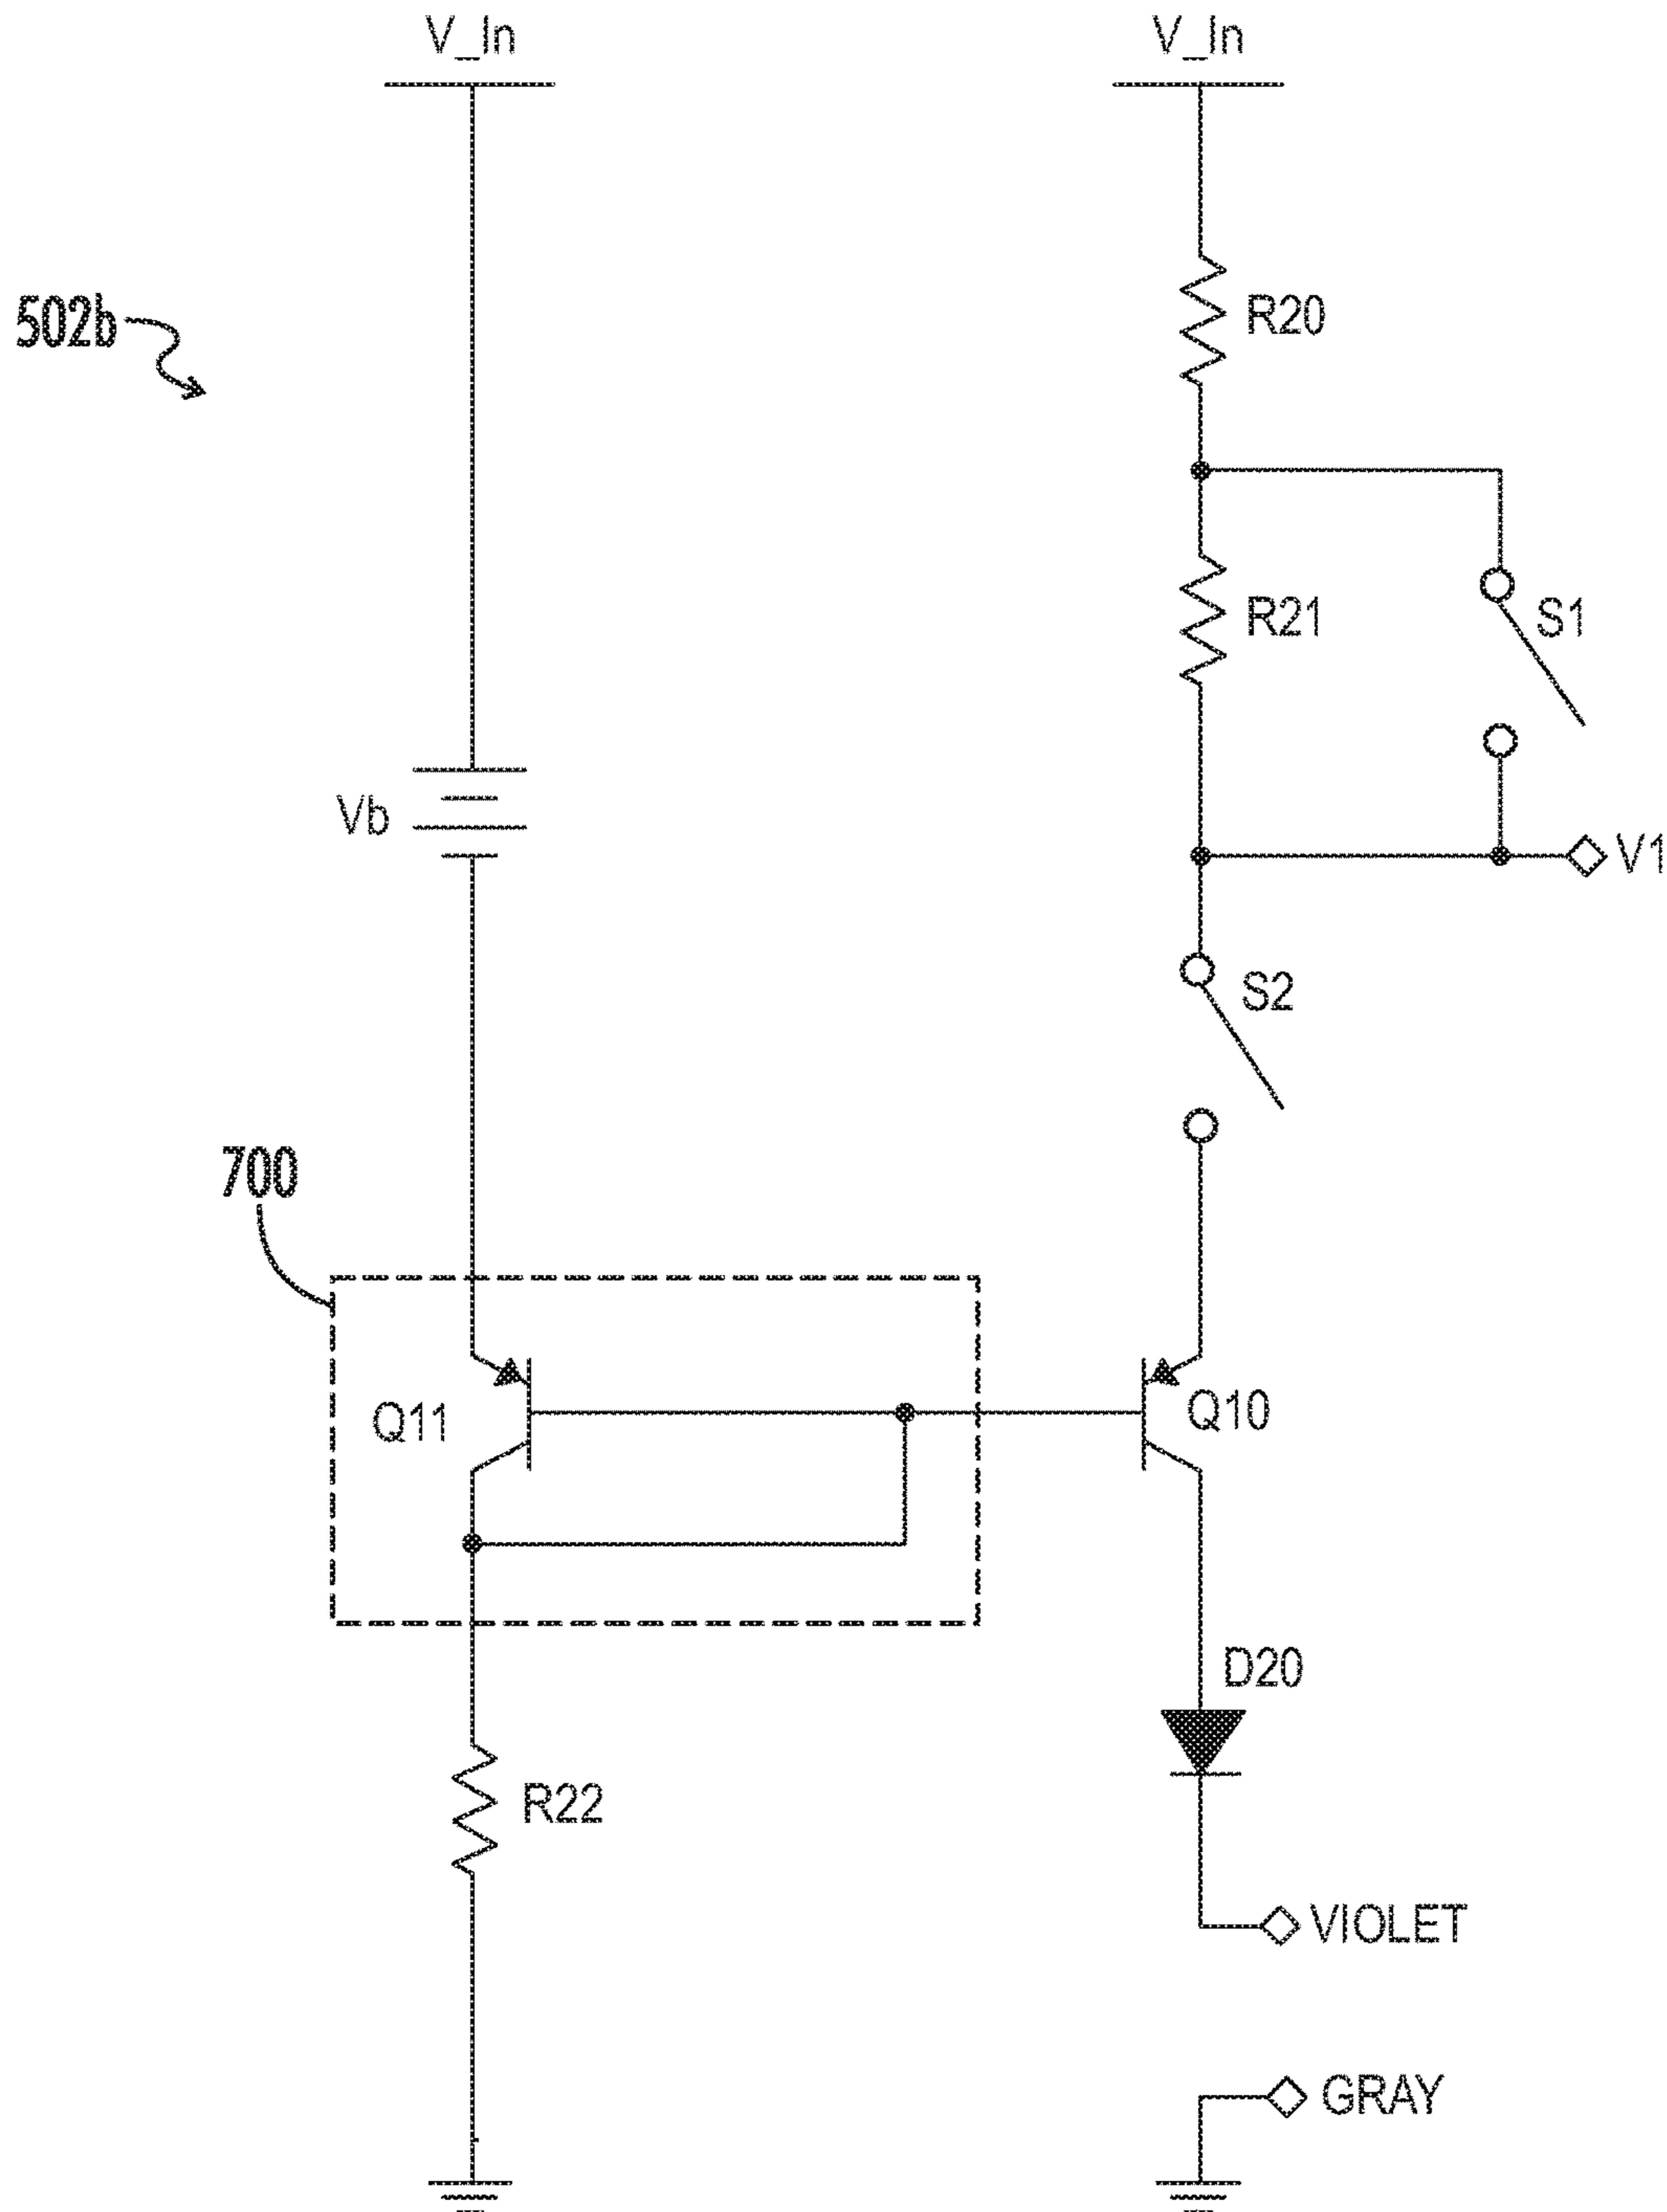 V_In
V_In
502b
R20
R21
S1
Vb
V1
S2
700
Q11
Q10
D20
R22
VIOLET
GRAY